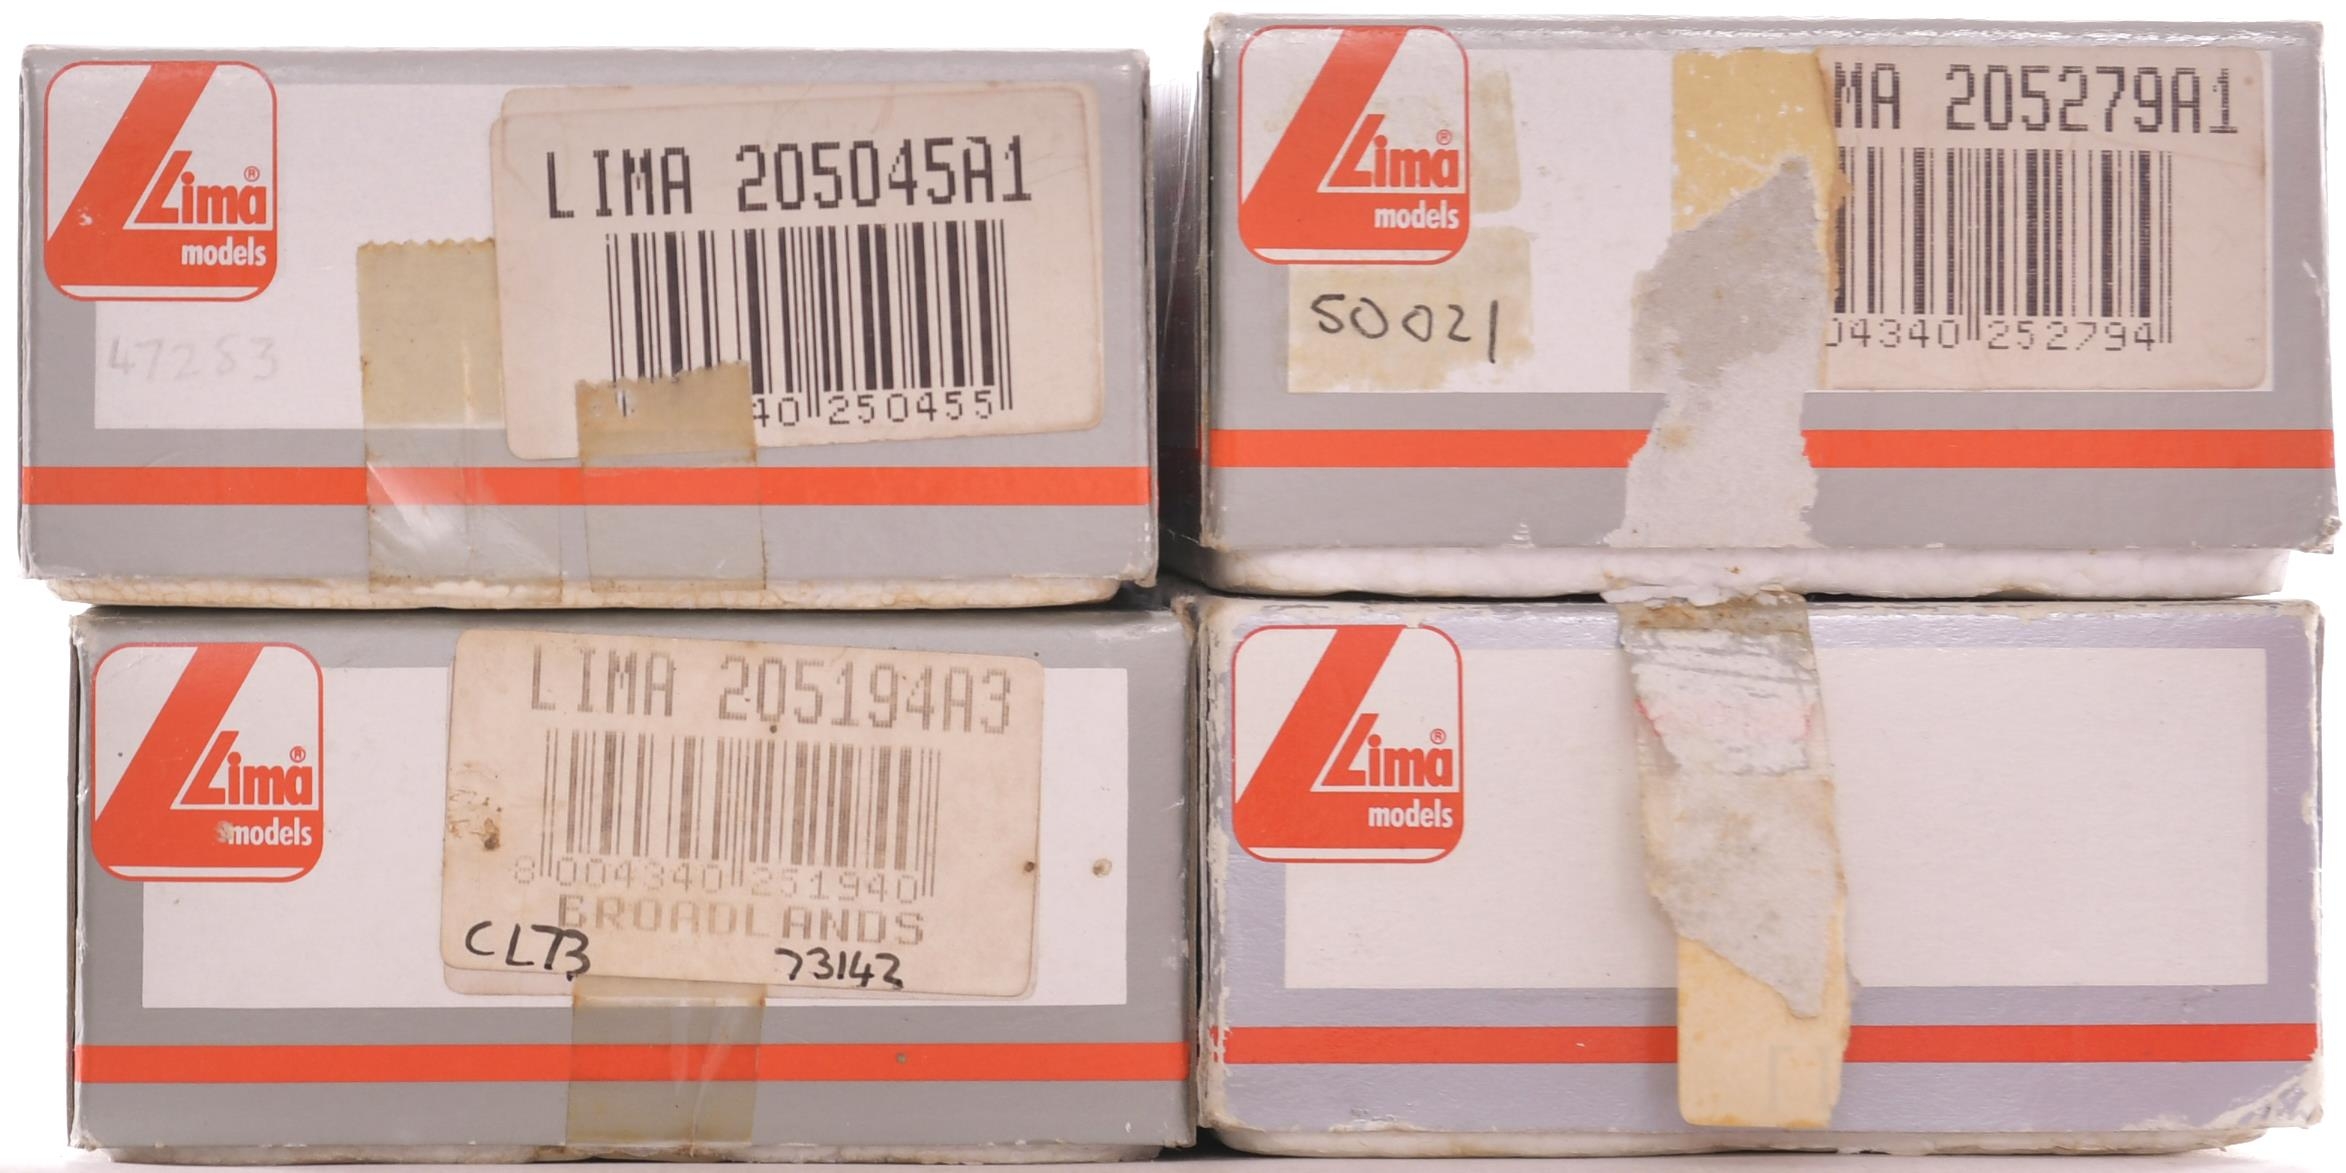 Lima®
models
LIMA 205045A1
40 250455
47283
Lima®
models
MA 205279A1
04340 252794
50021
Lima®
models
LIMA 205194A3
8 004340 251940
BROADLANDS
CL73 73142
Lima®
models